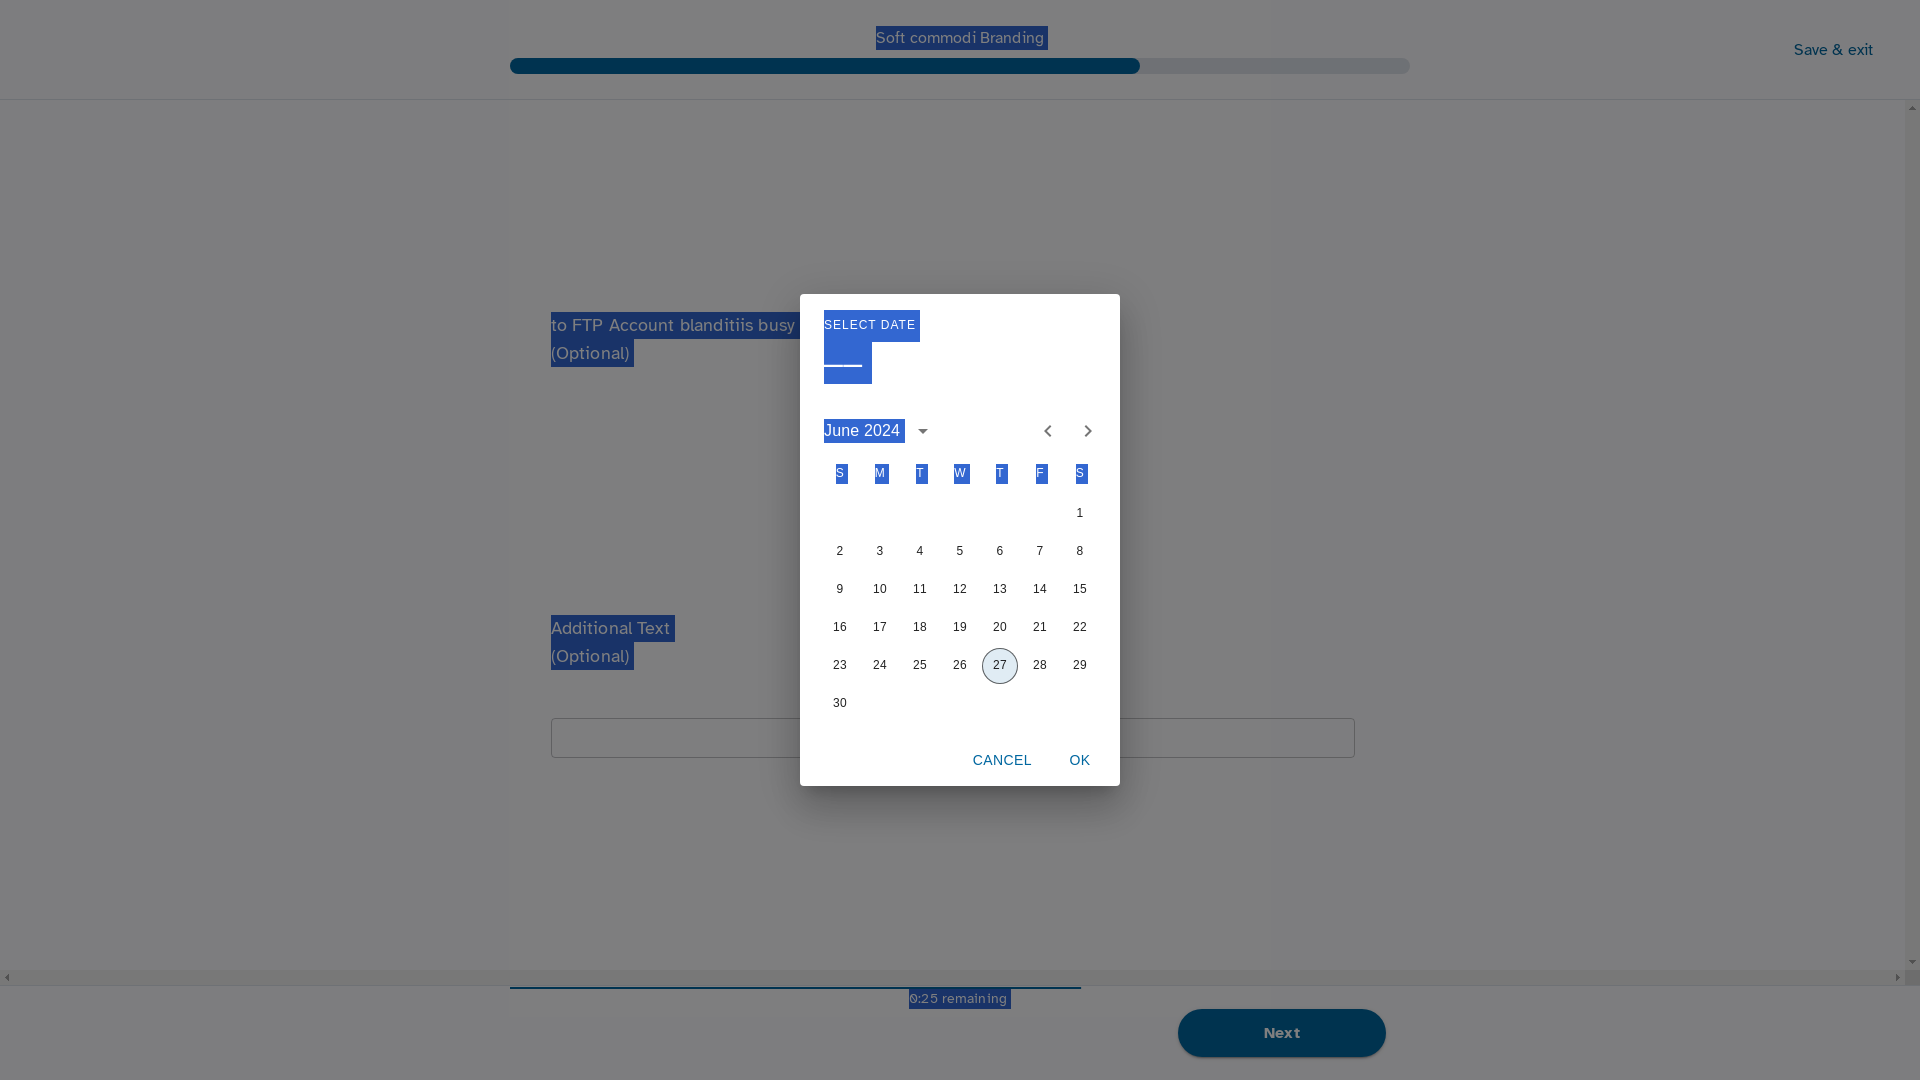 Soft commodi Branding
Save & exit
to FTP Account blanditiis busy
(Optional)
SELECT DATE
__
June 2024
S M T W T F S
1
2 3 4 5 6 7 8
9 10 11 12 13 14 15
16 17 18 19 20 21 22
23 24 25 26 27 28 29
30
CANCEL OK
Additional Text
(Optional)
0:25 remaining
Next